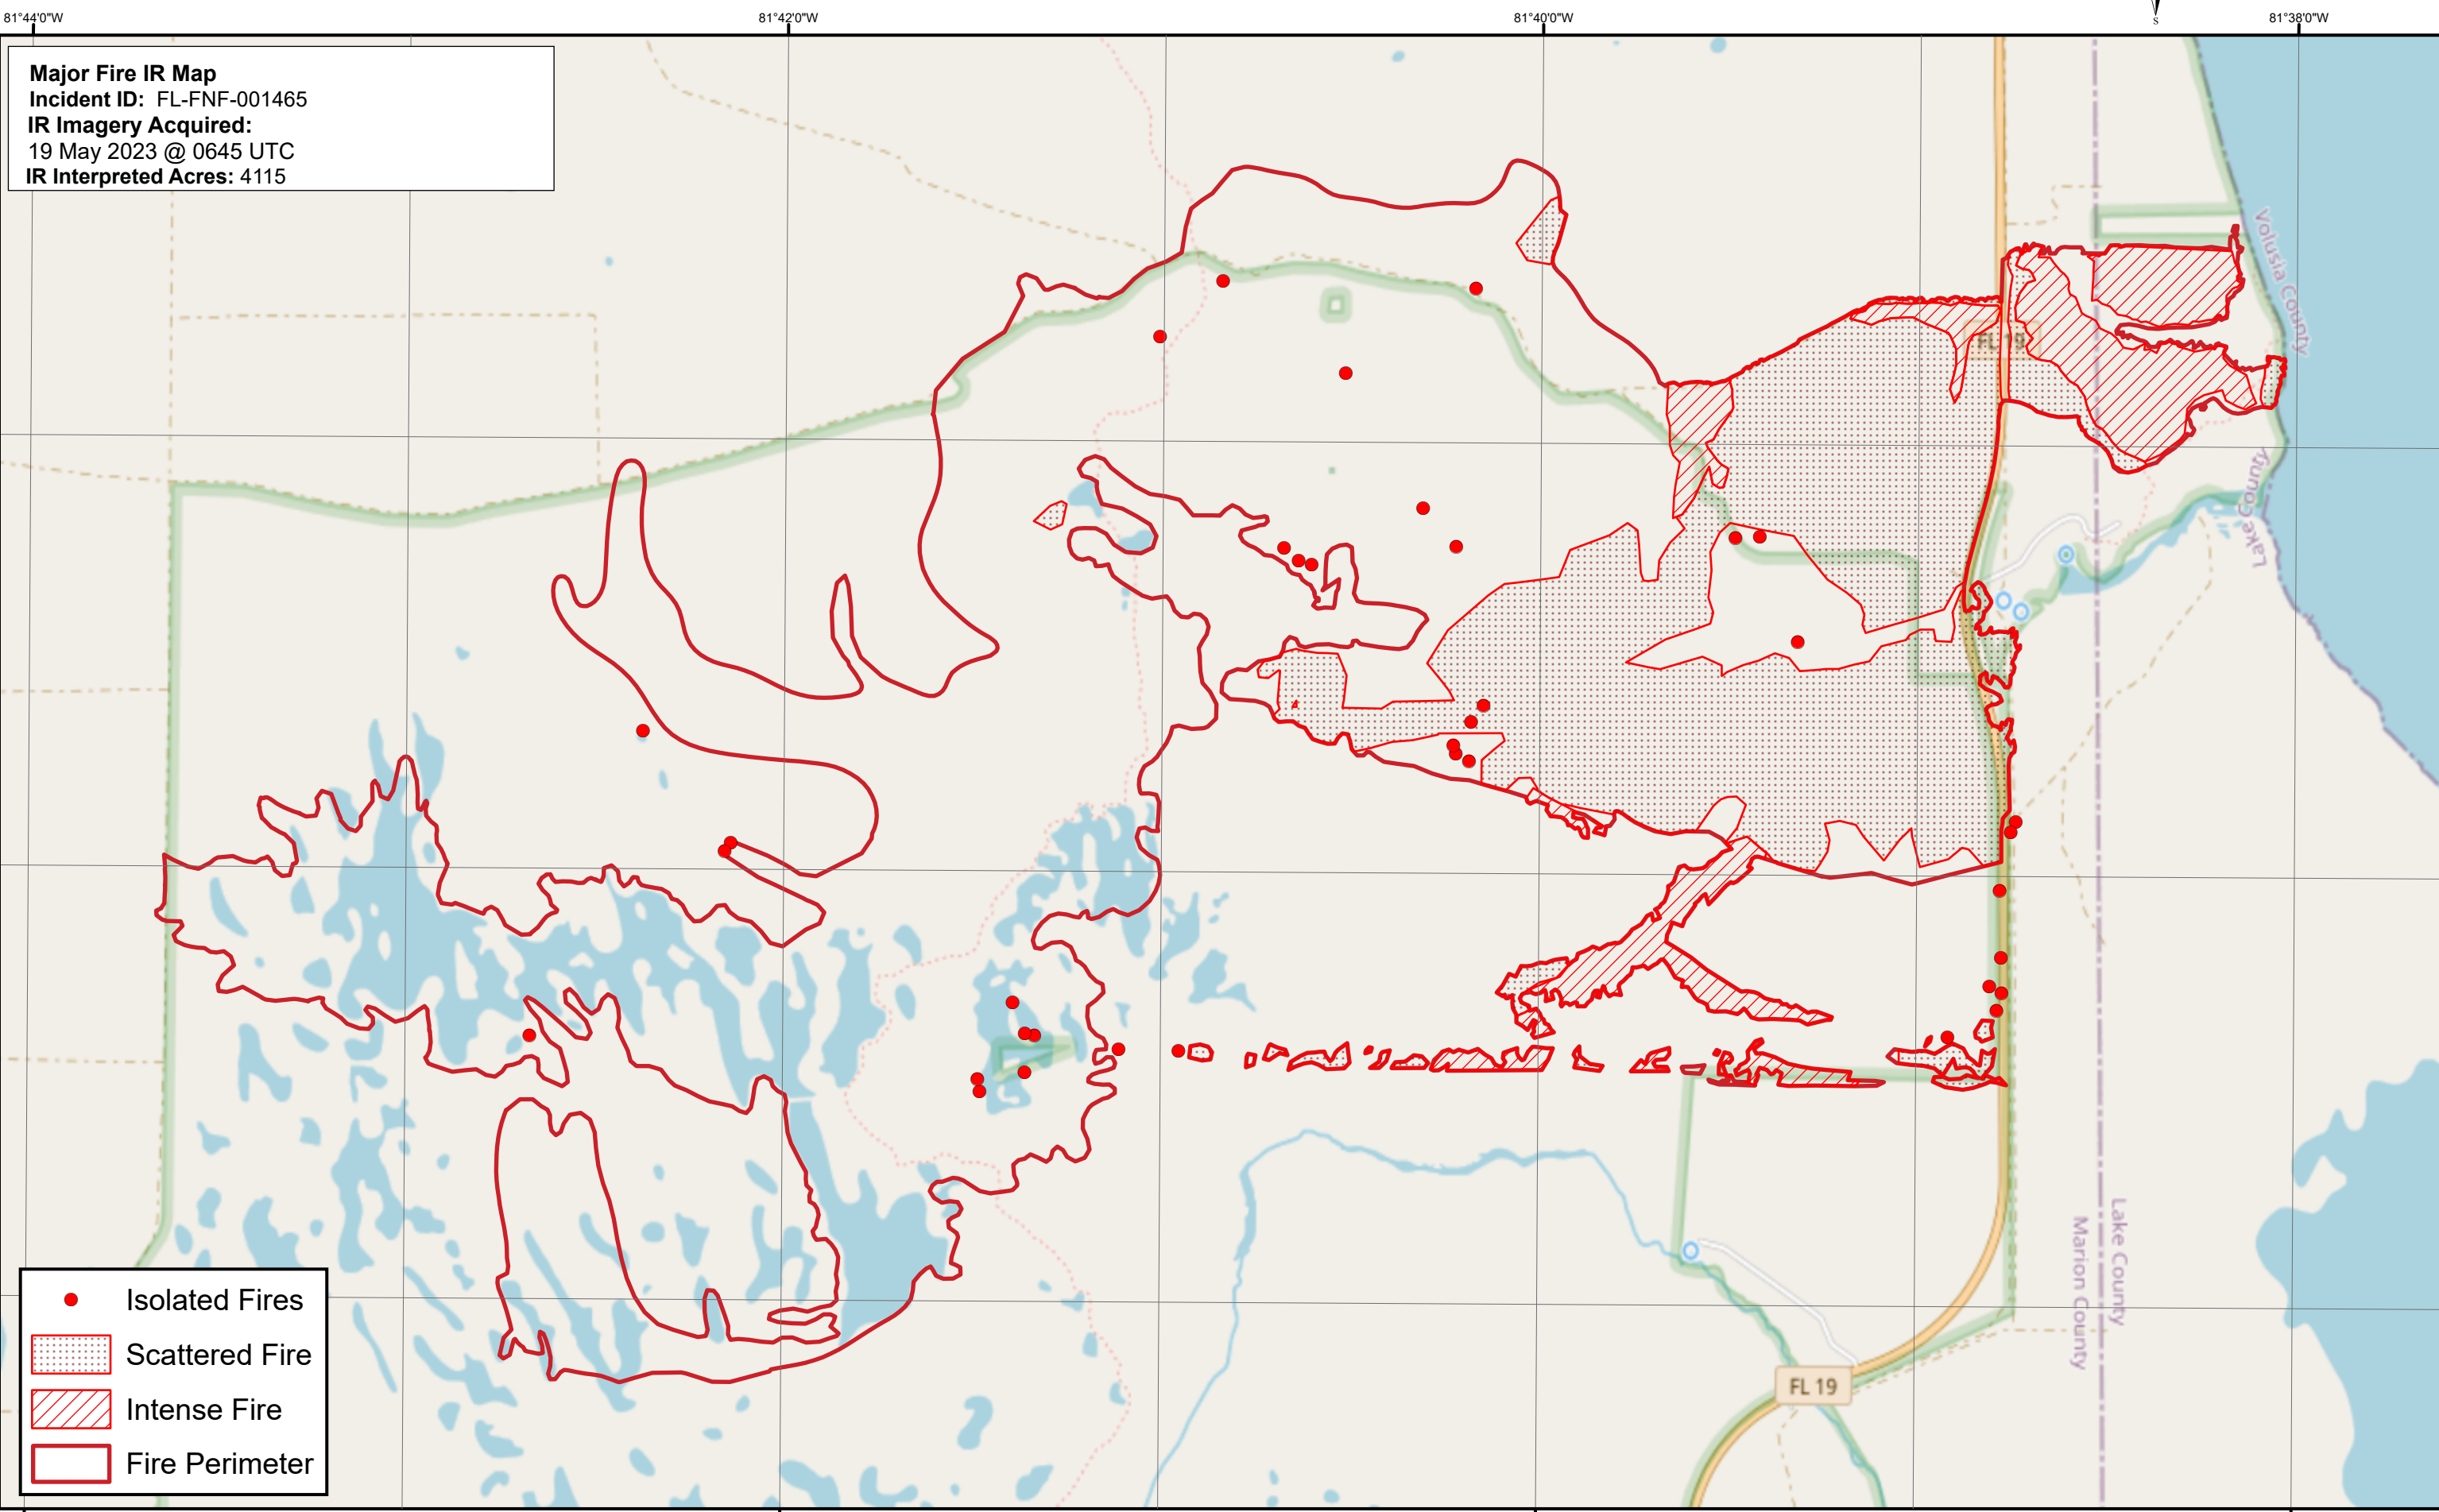 81°44'0"W
81°42'0"W
81°40'0"W
81°38'0"W
S
Major Fire IR Map
Incident ID: FL-FNF-001465
IR Imagery Acquired:
19 May 2023 @ 0645 UTC
IR Interpreted Acres: 4115
Volusia County
FL 19
Lake County
Lake County
Marion County
FL 19
Isolated Fires
Scattered Fire
Intense Fire
Fire Perimeter